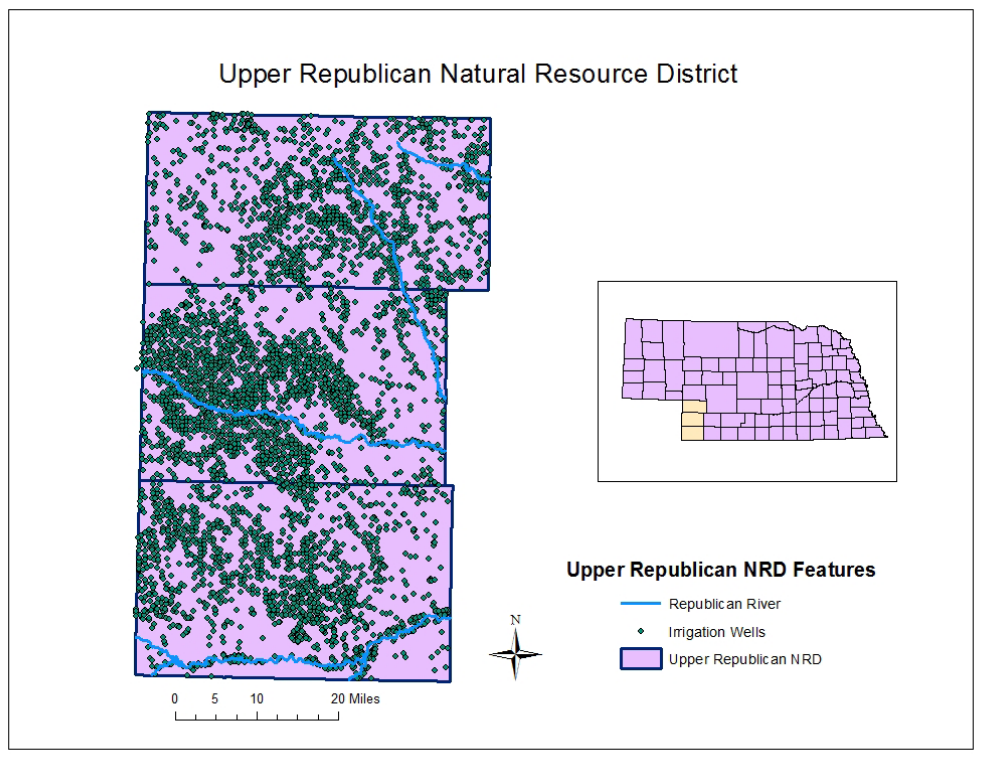 Upper Republican Natural Resource District
Upper Republican NRD Features
Republican River
Irrigation Wells
Upper Republican NRD
N
0 5 10 20 Miles